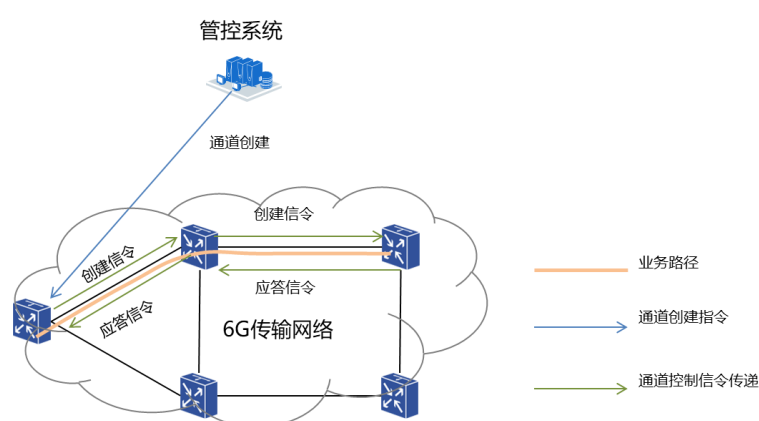 管控系统
通道创建
创建信令
创建信令
应答信令
应答信令
6G传输网络
业务路径
通道创建指令
通道控制信令传递